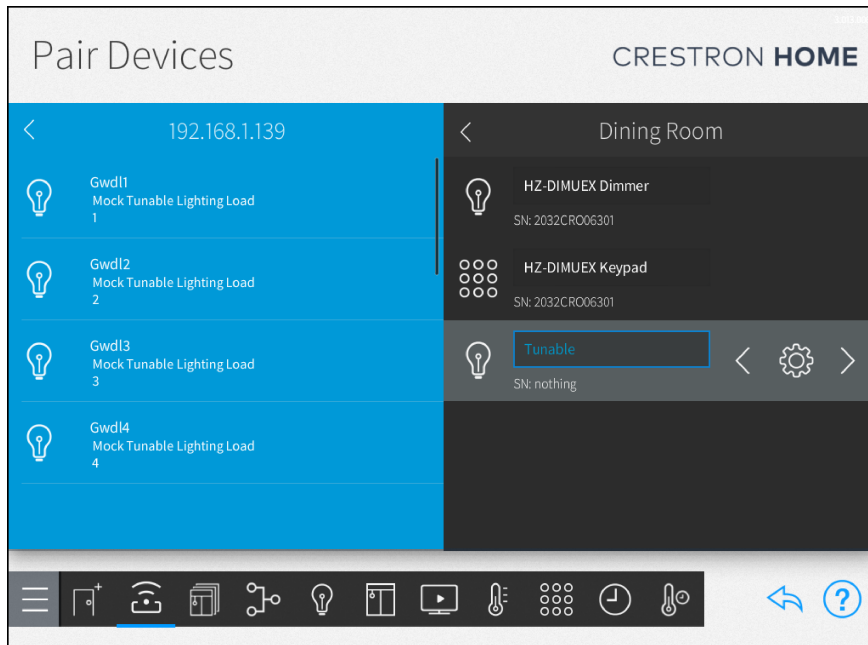 Pair Devices
CRESTRON HOME
192.168.1.139
Gwdl1
Mock Tunable Lighting Load
1
Gwdl2
Mock Tunable Lighting Load
2
Gwdl3
Mock Tunable Lighting Load
3
Gwdl4
Mock Tunable Lighting Load
4
Dining Room
HZ-DIMUEX Dimmer
SN: 2032CRO06301
HZ-DIMUEX Keypad
SN: 2032CRO06301
Tunable
SN: nothing
?